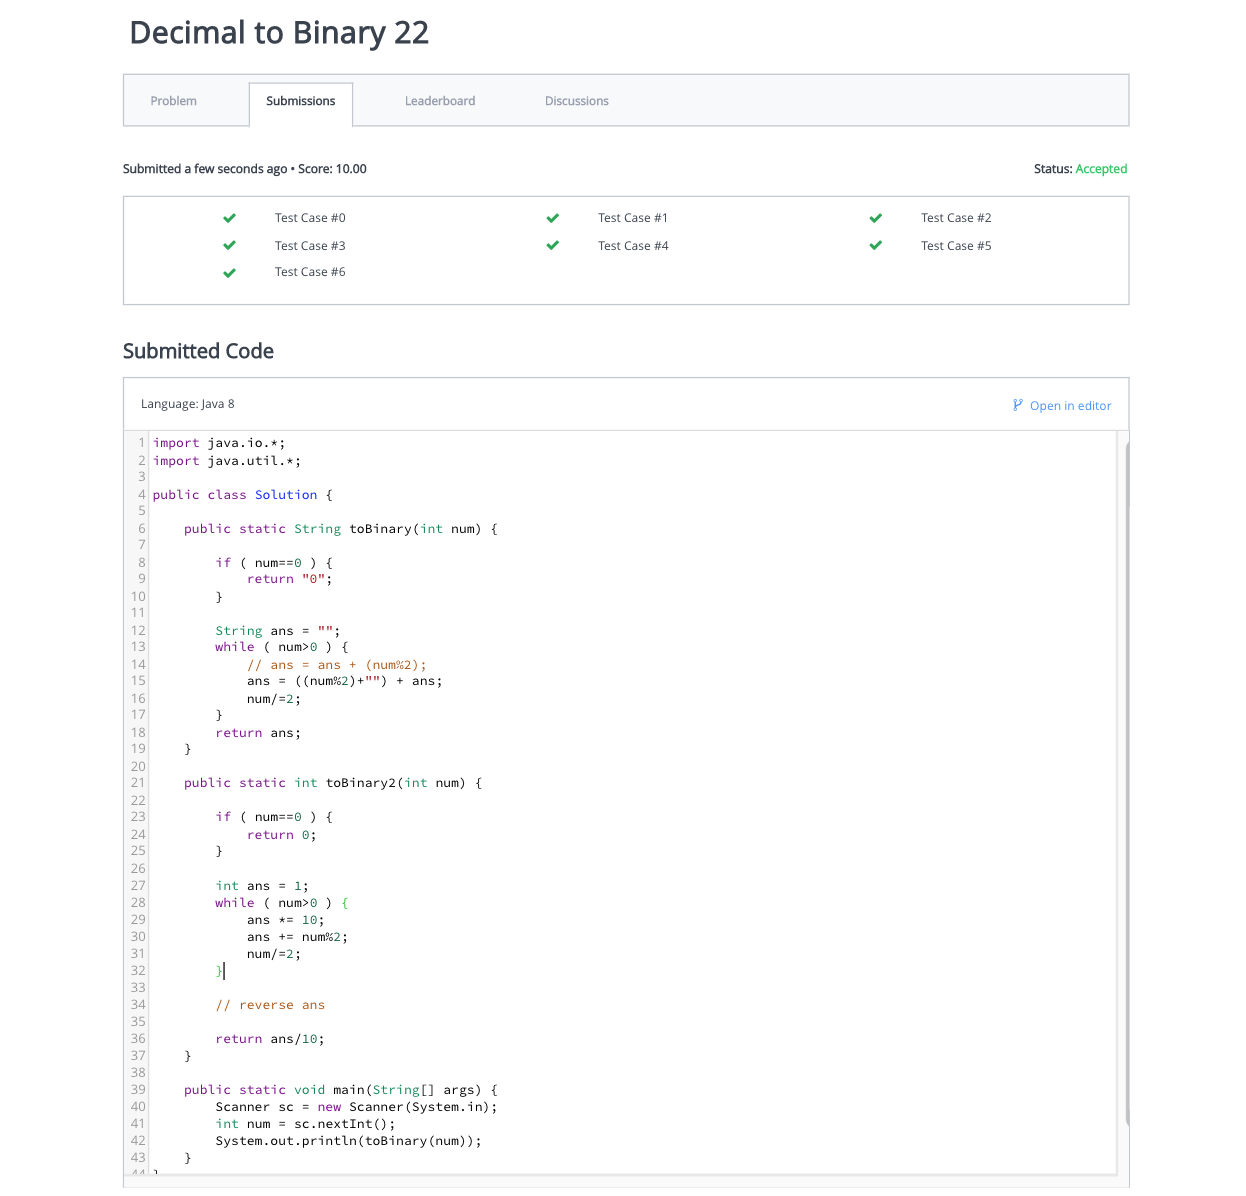 Decimal to Binary 22
Problem Submissions Leaderboard Discussions
Submitted a few seconds ago • Score: 10.00 Status: Accepted
Test Case #0 Test Case #1 Test Case #2
Test Case #3 Test Case #4 Test Case #5
Test Case #6
Submitted Code
Language: Java 8 Open in editor
1 import java.io.*;
2 import java.util.*;
3
4 public class Solution {
5
6     public static String toBinary(int num) {
7
8         if ( num==0 ) {
9             return "0";
10         }
11
12         String ans = "";
13         while ( num>0 ) {
14             // ans = ans + (num%2);
15             ans = ((num%2)+"") + ans;
16             num/=2;
17         }
18         return ans;
19     }
20
21     public static int toBinary2(int num) {
22
23         if ( num==0 ) {
24             return 0;
25         }
26
27         int ans = 1;
28         while ( num>0 ) {
29             ans *= 10;
30             ans += num%2;
31             num/=2;
32         }
33
34         // reverse ans
35
36         return ans/10;
37     }
38
39     public static void main(String[] args) {
40         Scanner sc = new Scanner(System.in);
41         int num = sc.nextInt();
42         System.out.println(toBinary(num));
43     }
44 }